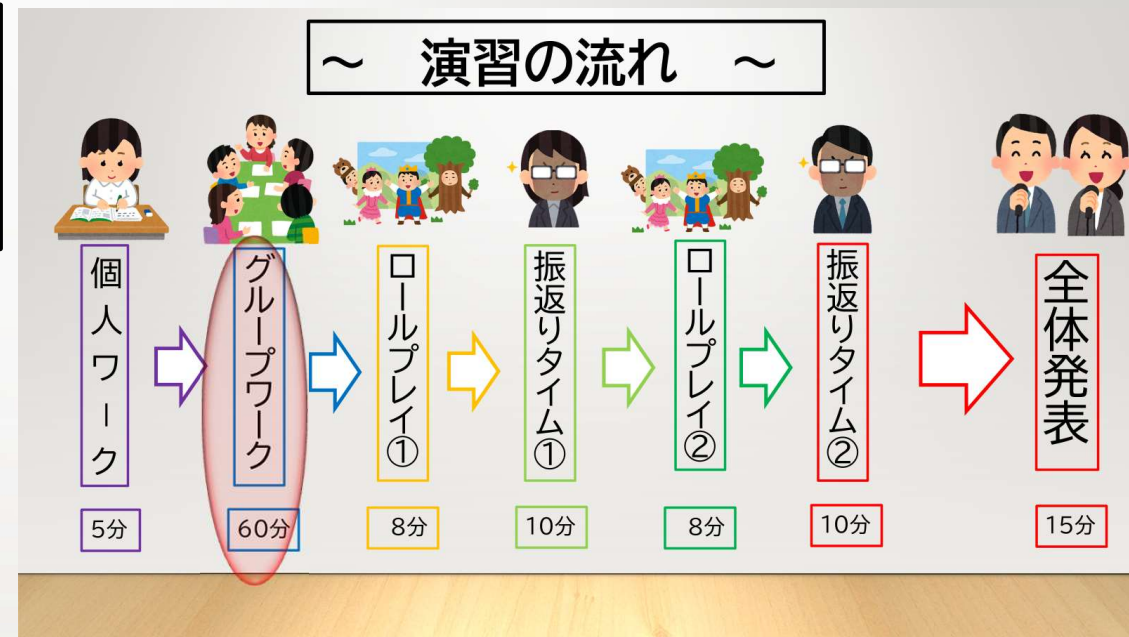 ～　演習の流れ　～
個人ワーク
グループワーク
ロールプレイ①
振返りタイム①
ロールプレイ②
振返りタイム②
全体発表
5分
60分
8分
10分
8分
10分
15分